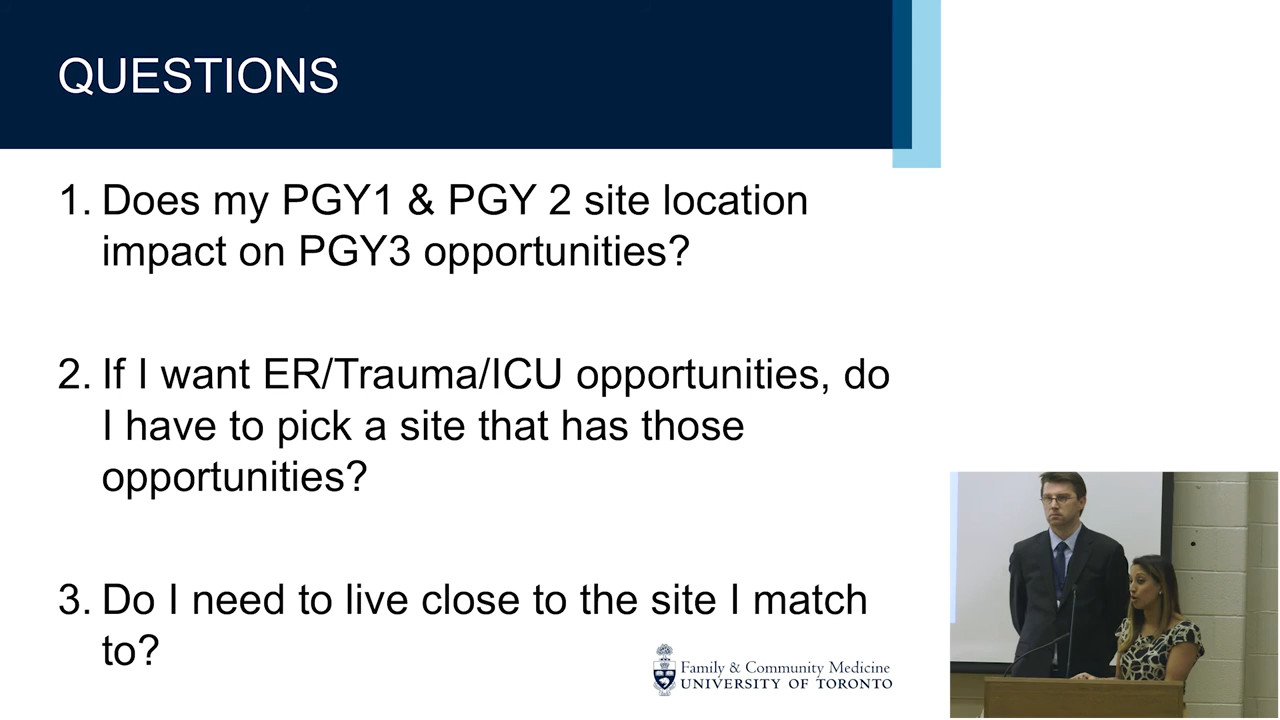 QUESTIONS
1. Does my PGY1 & PGY 2 site location
impact on PGY3 opportunities?
2. If I want ER/Trauma/ICU opportunities, do
I have to pick a site that has those
opportunities?
3. Do I need to live close to the site I match
to?
Family & Community Medicine
UNIVERSITY OF TORONTO